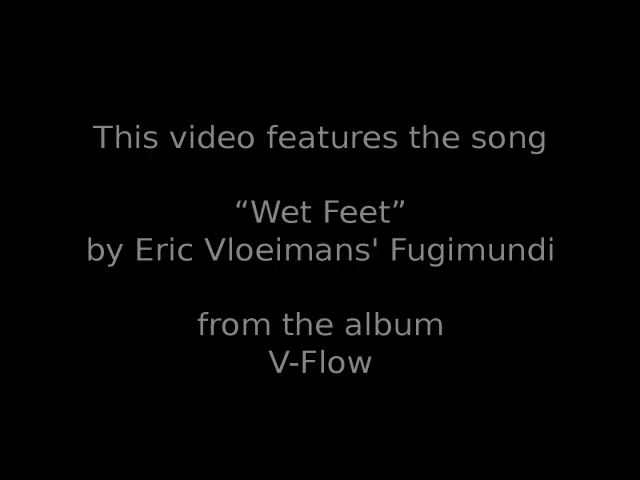 This video features the song
“Wet Feet”
by Eric Vloeimans' Fugimundi
from the album
V-Flow